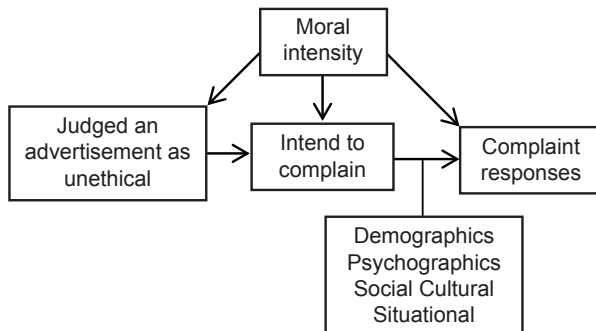 Moral
intensity
Judged an
advertisement as
unethical
Intend to
complain
Complaint
responses
Demographics
Psychographics
Social Cultural
Situational